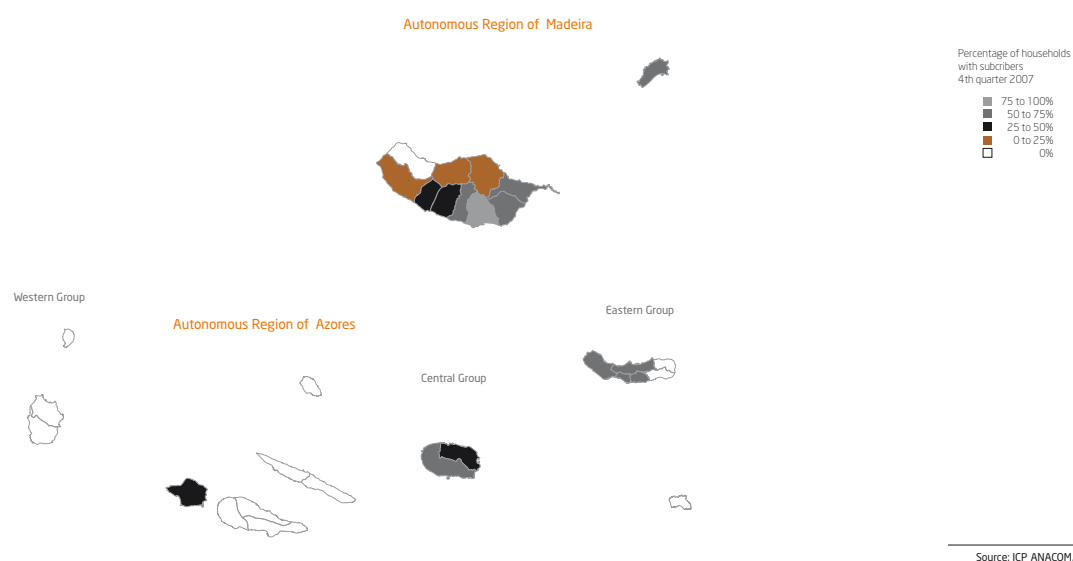 Autonomous Region of Madeira
Percentage of households
with subcribers
4th quarter 2007
75 to 100%
50 to 75%
25 to 50%
0 to 25%
0%
Western Group
Autonomous Region of Azores
Eastern Group
Central Group
Source: ICP ANACOM.